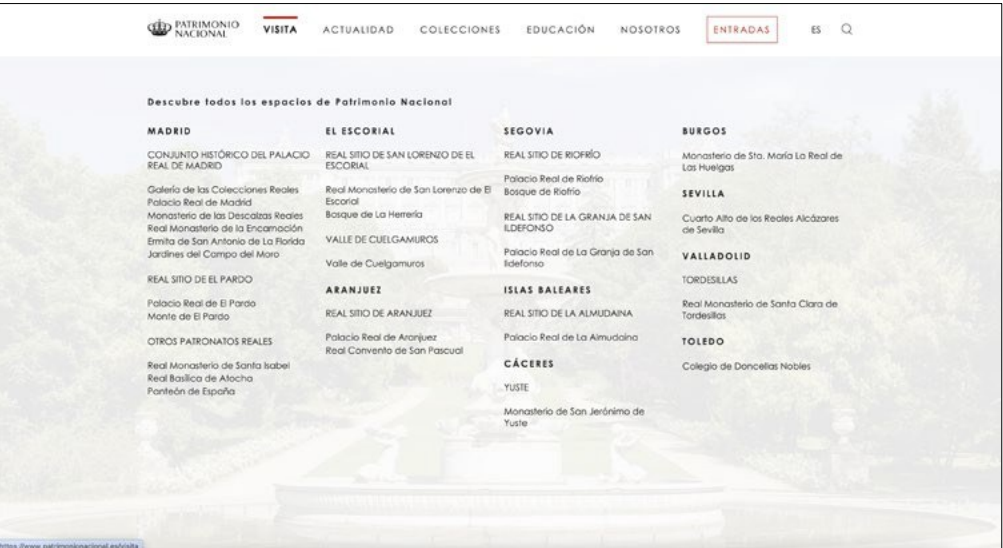 PATRIMONIO
NACIONAL
VISITA
ACTUALIDAD
COLECCIONES
EDUCACIÓN
NOSOTROS
ENTRADAS
ES
Descubre todos los espacios de Patrimonio Nacional
MADRID
CONJUNTO HISTÓRICO DEL PALACIO
REAL DE MADRID
Galería de las Colecciones Reales
Palacio Real de Madrid
Monasterio de las Descalzas Reales
Real Monasterio de la Encarnación
Ermita de San Antonio de La Florida
Jardines del Campo del Moro
REAL SITIO DE EL PARDO
Palacio Real de El Pardo
Monte de El Pardo
OTROS PATRONATOS REALES
Real Monasterio de Santa Isabel
Real Basílica de Atocha
Panteón de España
EL ESCORIAL
REAL SITIO DE SAN LORENZO DE EL
ESCORIAL
Real Monasterio de San Lorenzo de El
Escorial
Bosque de La Herrería
VALLE DE CUELGAMUROS
Valle de Cuelgamuros
ARANJUEZ
REAL SITIO DE ARANJUEZ
Palacio Real de Aranjuez
Real Convento de San Pascual
SEGOVIA
REAL SITIO DE RIOFRÍO
Palacio Real de Riofrío
Bosque de Riofrío
REAL SITIO DE LA GRANJA DE SAN
ILDEFONSO
Palacio Real de La Granja de San
Ildefonso
ISLAS BALEARES
REAL SITIO DE LA ALMUDAINA
Palacio Real de La Almudaina
CÁCERES
YUSTE
Monasterio de San Jerónimo de
Yuste
BURGOS
Monasterio de Sta. María La Real de
Las Huelgas
SEVILLA
Cuarto Alto de los Reales Alcázares
de Sevilla
VALLADOLID
TORDESILLAS
Real Monasterio de Santa Clara de
Tordesillas
TOLEDO
Colegio de Doncellas Nobles
https://www.patrimonionacional.es/visita